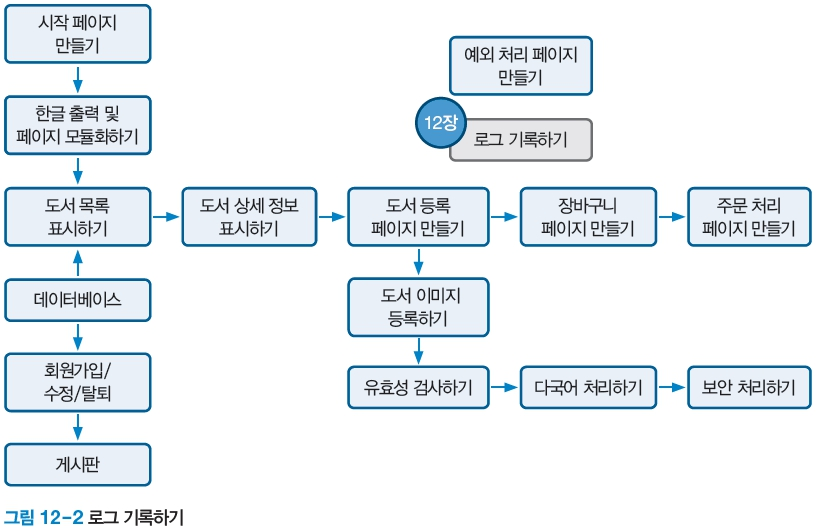 시작 페이지
만들기
예외 처리 페이지
만들기
한글 출력 및
페이지 모듈화하기
12장
로그 기록하기
도서 목록
표시하기
도서 상세 정보
표시하기
도서 등록
페이지 만들기
장바구니
페이지 만들기
주문 처리
페이지 만들기
데이터베이스
도서 이미지
등록하기
회원가입/
수정/탈퇴
유효성 검사하기
다국어 처리하기
보안 처리하기
게시판
그림 12-2 로그 기록하기